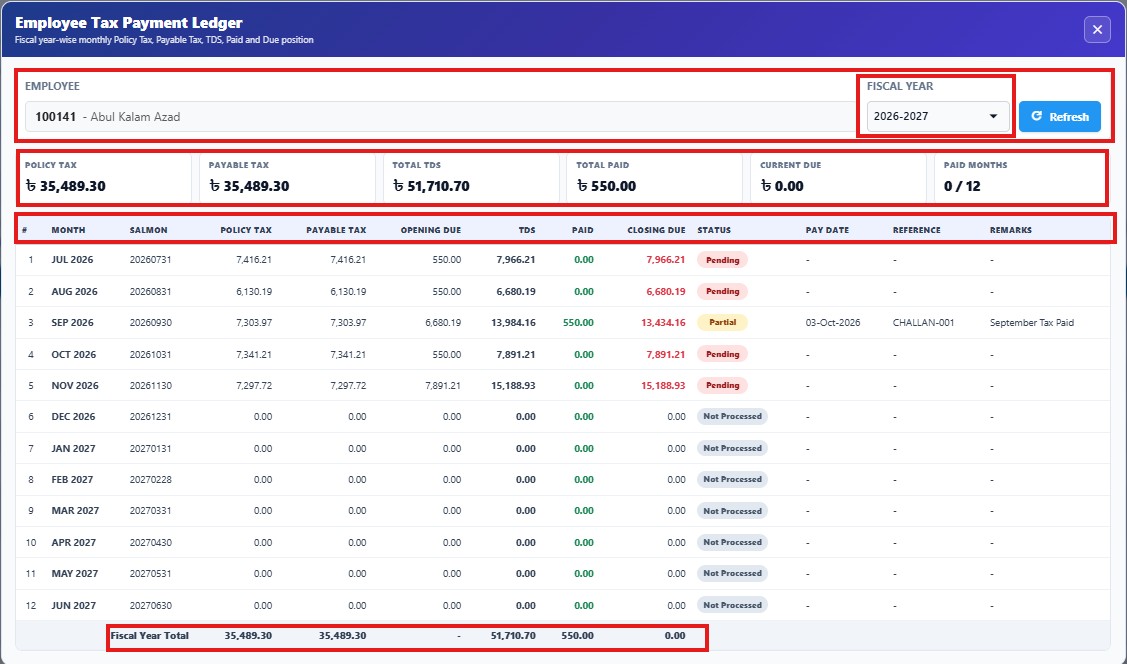 Employee Tax Payment Ledger
Fiscal year-wise monthly Policy Tax, Payable Tax, TDS, Paid and Due position
EMPLOYEE FISCAL YEAR
100141 - Abul Kalam Azad 2026-2027 Refresh
POLICY TAX PAYABLE TAX TOTAL TDS TOTAL PAID CURRENT DUE PAID MONTHS
৳ 35,489.30 ৳ 35,489.30 ৳ 51,710.70 ৳ 550.00 ৳ 0.00 0 / 12
# MONTH SALMON POLICY TAX PAYABLE TAX OPENING DUE TDS PAID CLOSING DUE STATUS PAY DATE REFERENCE REMARKS
1 JUL 2026 20260731 7,416.21 7,416.21 550.00 7,966.21 0.00 7,966.21 Pending - - -
2 AUG 2026 20260831 6,130.19 6,130.19 550.00 6,680.19 0.00 6,680.19 Pending - - -
3 SEP 2026 20260930 7,303.97 7,303.97 6,680.19 13,984.16 550.00 13,434.16 Partial 03-Oct-2026 CHALLAN-001 September Tax Paid
4 OCT 2026 20261031 7,341.21 7,341.21 550.00 7,891.21 0.00 7,891.21 Pending - - -
5 NOV 2026 20261130 7,297.72 7,297.72 7,891.21 15,188.93 0.00 15,188.93 Pending - - -
6 DEC 2026 20261231 0.00 0.00 0.00 0.00 0.00 0.00 Not Processed - - -
7 JAN 2027 20270131 0.00 0.00 0.00 0.00 0.00 0.00 Not Processed - - -
8 FEB 2027 20270228 0.00 0.00 0.00 0.00 0.00 0.00 Not Processed - - -
9 MAR 2027 20270331 0.00 0.00 0.00 0.00 0.00 0.00 Not Processed - - -
10 APR 2027 20270430 0.00 0.00 0.00 0.00 0.00 0.00 Not Processed - - -
11 MAY 2027 20270531 0.00 0.00 0.00 0.00 0.00 0.00 Not Processed - - -
12 JUN 2027 20270630 0.00 0.00 0.00 0.00 0.00 0.00 Not Processed - - -
Fiscal Year Total 35,489.30 35,489.30 - 51,710.70 550.00 0.00